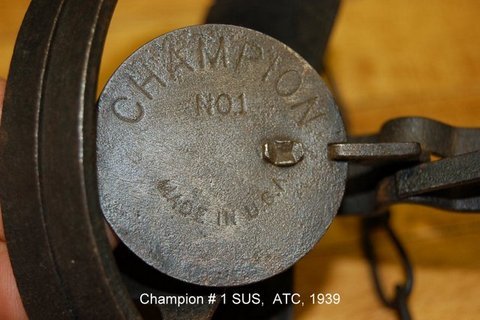 CHAMPION
NO1
MADE IN U.S.A
Champion # 1 SUS,  ATC, 1939